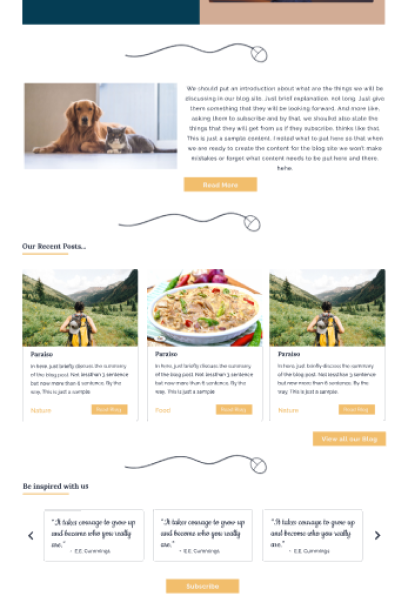 We should put an introduction about what are the things we will be
discussing in our blog site. Just brief explanation, not long. Just give
them something that they will be looking forward. And more like,
asking them to subscribe and by that, we should also state the
things that they will get from us if they subscribe, thinks like that.
This is just a sample content. I nested what to put here so that when
we are ready to create the content for the blog site we won't make
mistakes or forget what content needs to be put here and there,
hehe.
Read More
Our Recent Posts...
Paraiso
In here, just briefly discuss the summary
of the blog post. Not lessthan 3 sentence
but now more than 6 sentence. By the
way, This is just a sample.
Nature
Read Blog
Paraiso
In here, just briefly discuss the summary
of the blog post. Not lessthan 3 sentence
but now more than 6 sentence. By the
way, This is just a sample.
Food
Read Blog
Paraiso
In here, just briefly discuss the summary
of the blog post. Not lessthan 3 sentence
but now more than 6 sentence. By the
way, This is just a sample.
Nature
Read Blog
View all our Blog
Be inspired with us
"It takes courage to grow up
and become who you really
are."
- E.E. Cummings
"It takes courage to grow up
and become who you really
are."
- E.E. Cummings
"It takes courage to grow up
and become who you really
are."
- E.E. Cummings
Subscribe